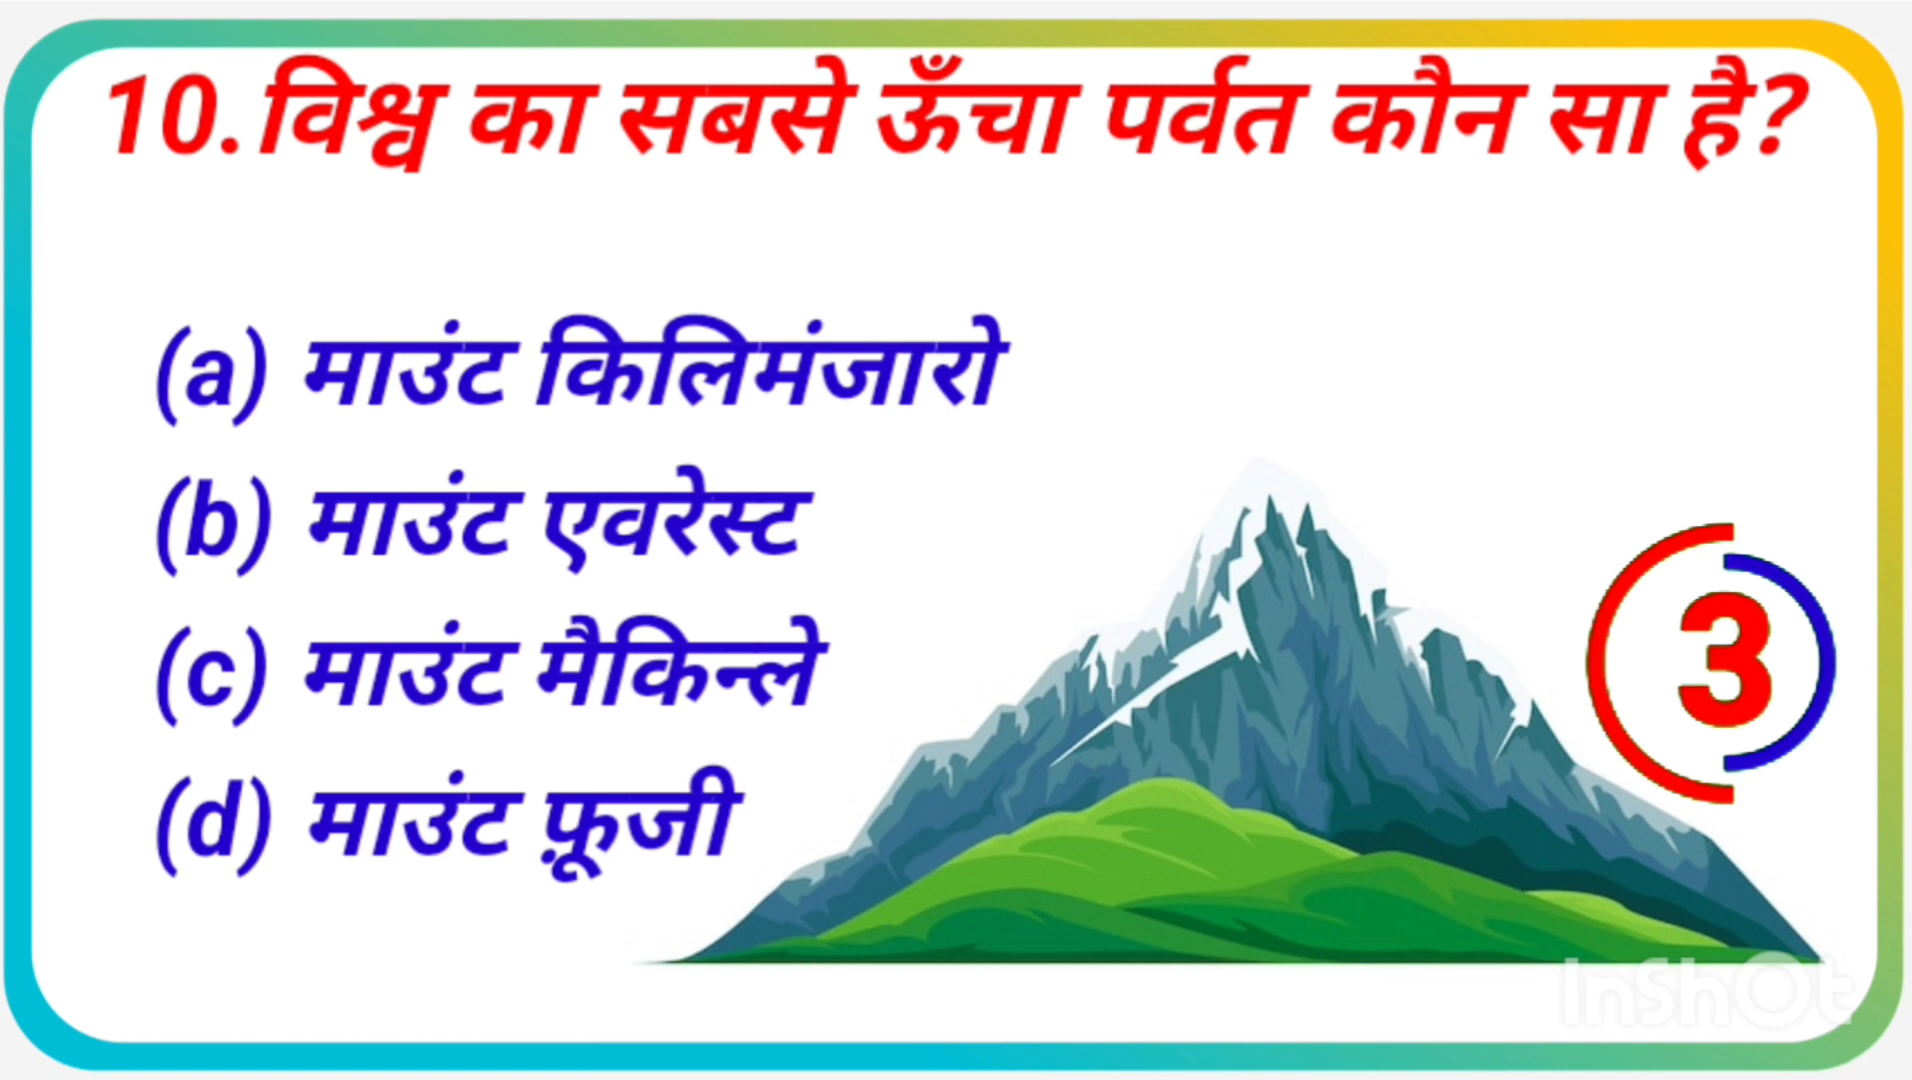 10. विश्व का सबसे ऊँचा पर्वत कौन सा है?
(a) माउंट किलिमंजारो
(b) माउंट एवरेस्ट
(c) माउंट मैकिन्ले
(d) माउंट फ़ूजी
3
InShOt